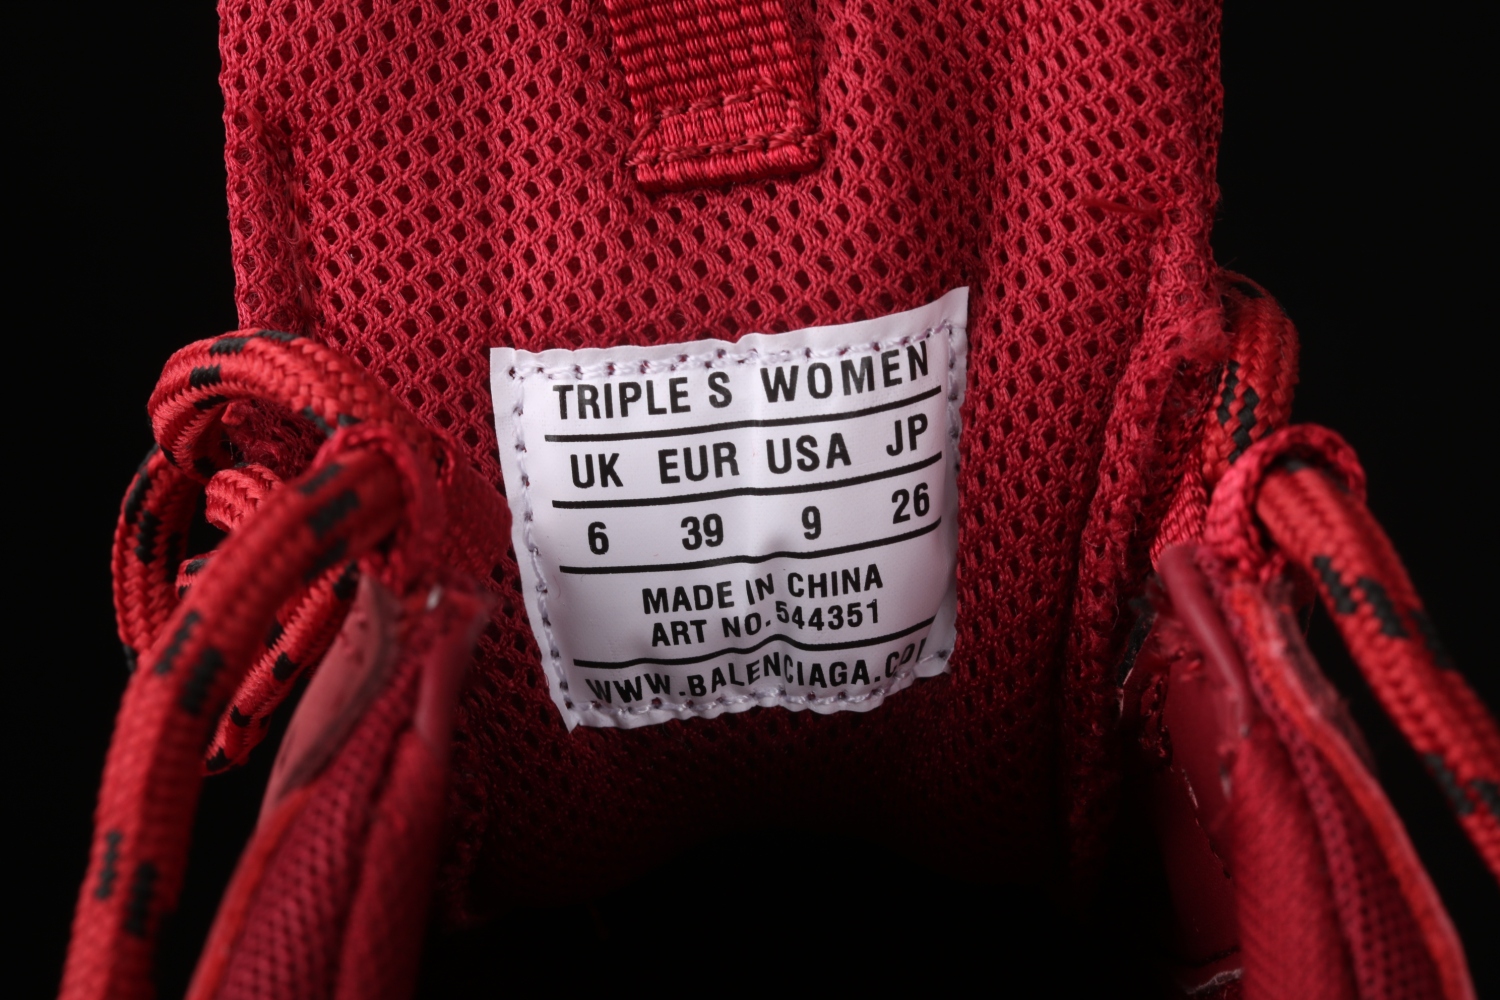 TRIPLE S WOMEN
UK EUR USA JP
6 39 9 26
MADE IN CHINA
ART NO. 544351
WWW.BALENCIAGA.CO